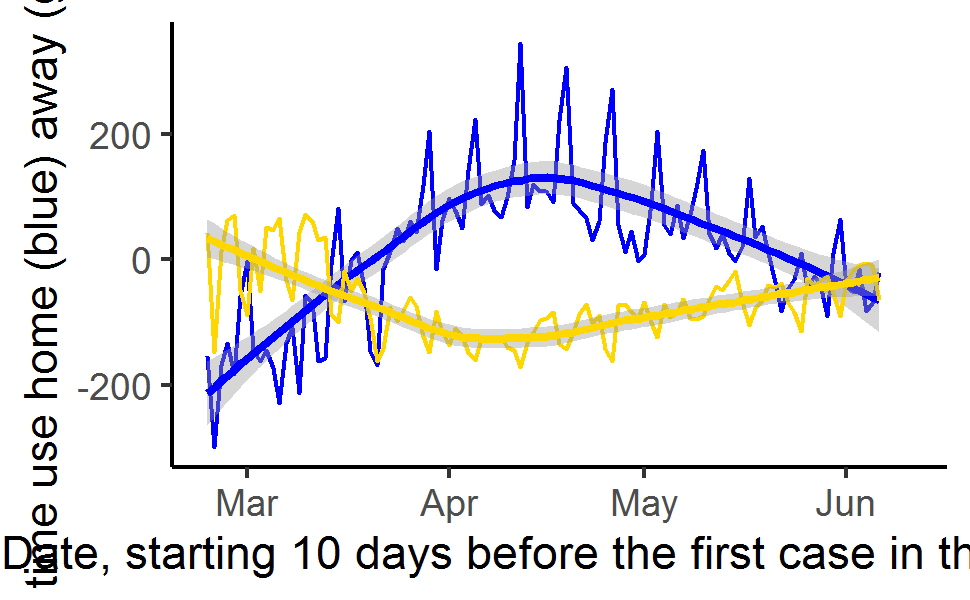 time use home (blue) away (
200
0
-200
Mar Apr May Jun
Date, starting 10 days before the first case in th